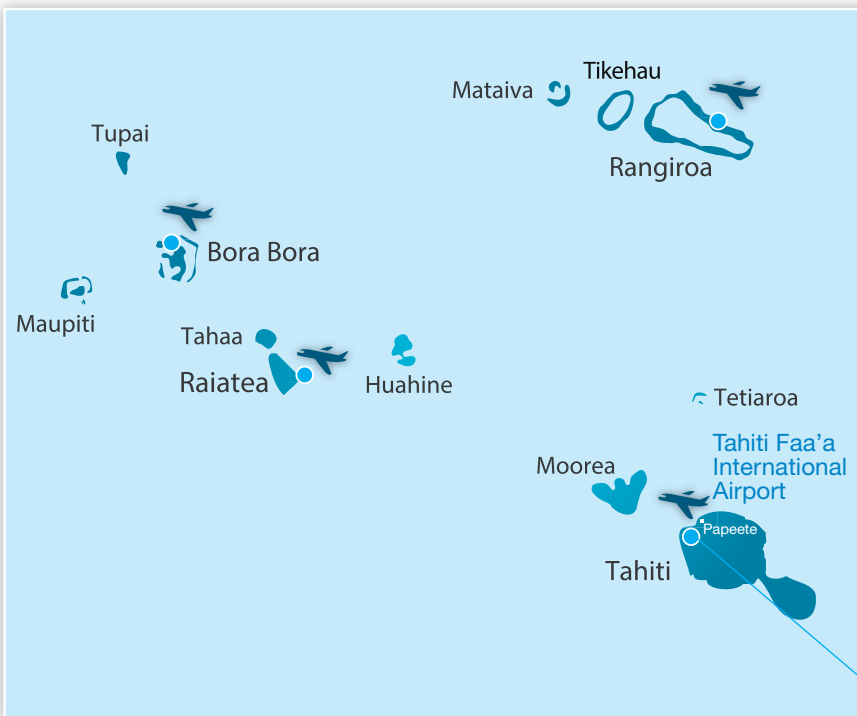 Tikehau
Mataiva
Tupai
Rangiroa
Bora Bora
Maupiti
Tahaa
Raiatea
Huahine
Tetiaroa
Tahiti Faa’a
International
Airport
Moorea
Papeete
Tahiti